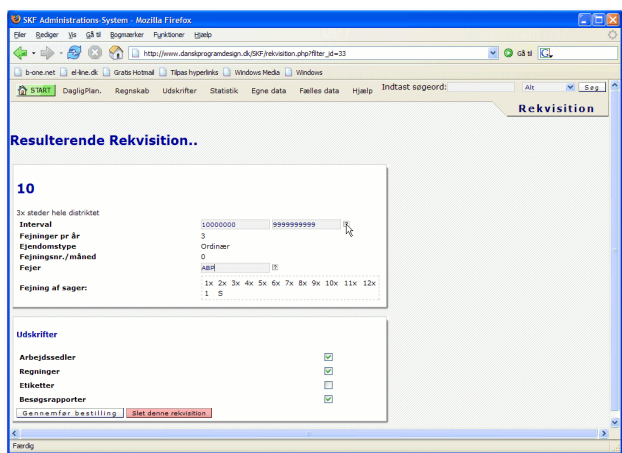 SKF Administrations-System - Mozilla Firefox
Filer Rediger Vis Gå til Bogmærker Funktioner Hjælp
http://www.danskprogramdesign.dk/SKF/rekvisition.php?filter_id=33 Gå til G
b-one.net el-line.dk Gratis Hotmail Tilpas hyperlinks Windows Media Windows
START DagligPlan. Regnskab Udskrifter Statistik Egne data Fælles data Hjælp Indtast søgeord: Alt Søg
Rekvisition
Resulterende Rekvisition..
10
3x steder hele distriktet
Interval 10000000 9999999999 ?
Fejninger pr år 3
Ejendomstype Ordinær
Fejningsnr./måned 0
Fejer ABP ?
Fejning af sager: 1x 2x 3x 4x 5x 6x 7x 8x 9x 10x 11x 12x
1 S
Udskrifter
Arbejdssedler
Regninger
Etiketter
Besøgsrapporter
Gennemfør bestilling Slet denne rekvisition
Færdig